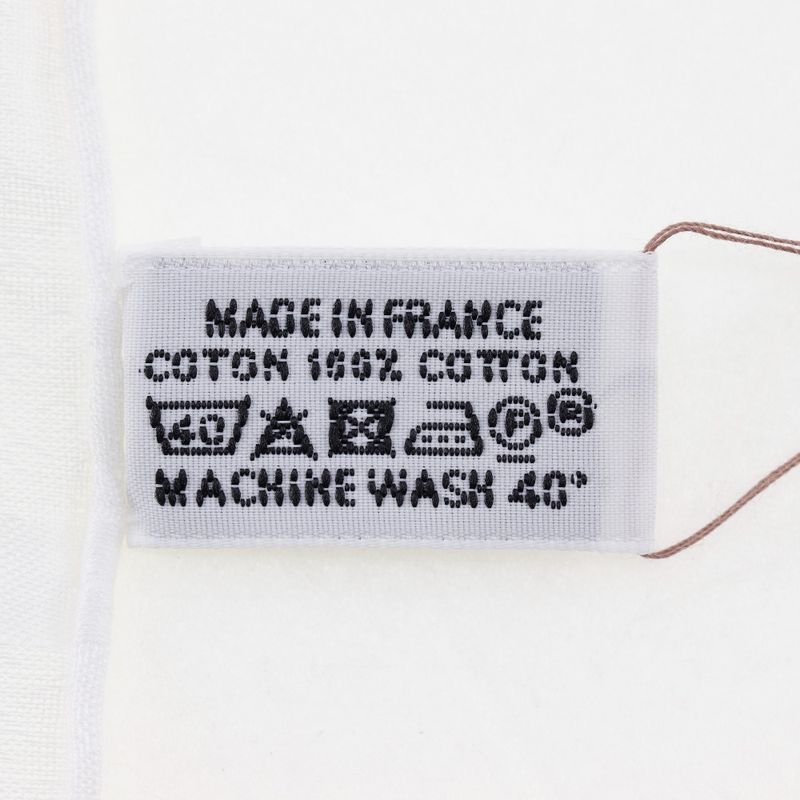 MADE IN FRANCE
COTON 100% COTTON
40 P ®
MACHINE WASH 40°